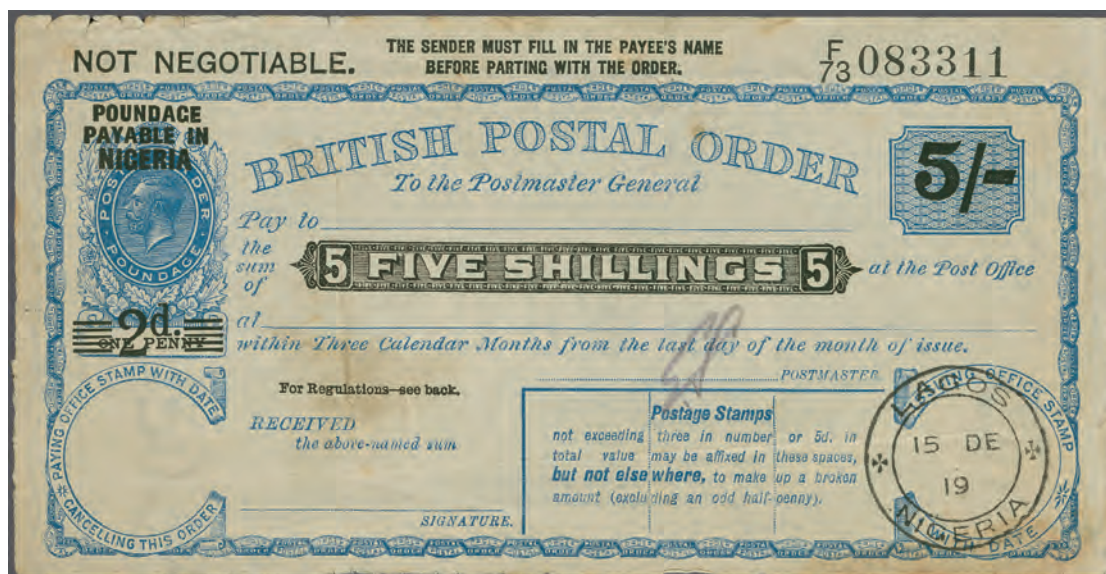 NOT NEGOTIABLE.
THE SENDER MUST FILL IN THE PAYEE'S NAME
BEFORE PARTING WITH THE ORDER.
F/73 083311
POUNDAGE
PAYABLE IN
NIGERIA
POSTAL ORDER
POUNDAGE
BRITISH POSTAL ORDER
5/-
To the Postmaster General
Pay to
the
sum
of
5 FIVE SHILLINGS 5
at the Post Office
2d.
ONE PENNY
at
within Three Calendar Months from the last day of the month of issue.
POSTMASTER.
PAYING OFFICE STAMP WITH DATE
CANCELLING THIS ORDER
For Regulations—see back.
RECEIVED
the above-named sum
SIGNATURE.
Postage Stamps
not exceeding three in number or 5d. in
total value may be affixed in these spaces,
but not elsewhere, to make up a broken
amount (excluding an odd half-penny).
ISSUING OFFICE STAMP
WITH DATE
LAGOS
15 DE
19
NIGERIA